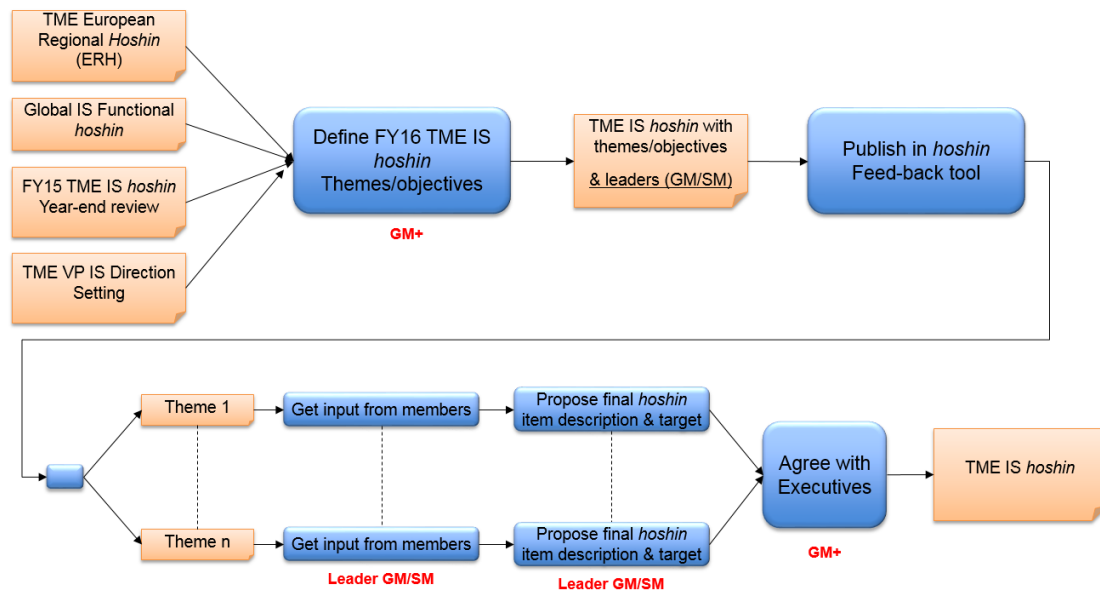 TME European
Regional Hoshin
(ERH)
Global IS Functional
hoshin
FY15 TME IS hoshin
Year-end review
TME VP IS Direction
Setting
Define FY16 TME IS
hoshin
Themes/objectives
GM+
TME IS hoshin with
themes/objectives
& leaders (GM/SM)
Publish in hoshin
Feed-back tool
Theme 1
Get input from members
Propose final hoshin
item description & target
Theme n
Get input from members
Leader GM/SM
Propose final hoshin
item description & target
Leader GM/SM
Agree with
Executives
GM+
TME IS hoshin